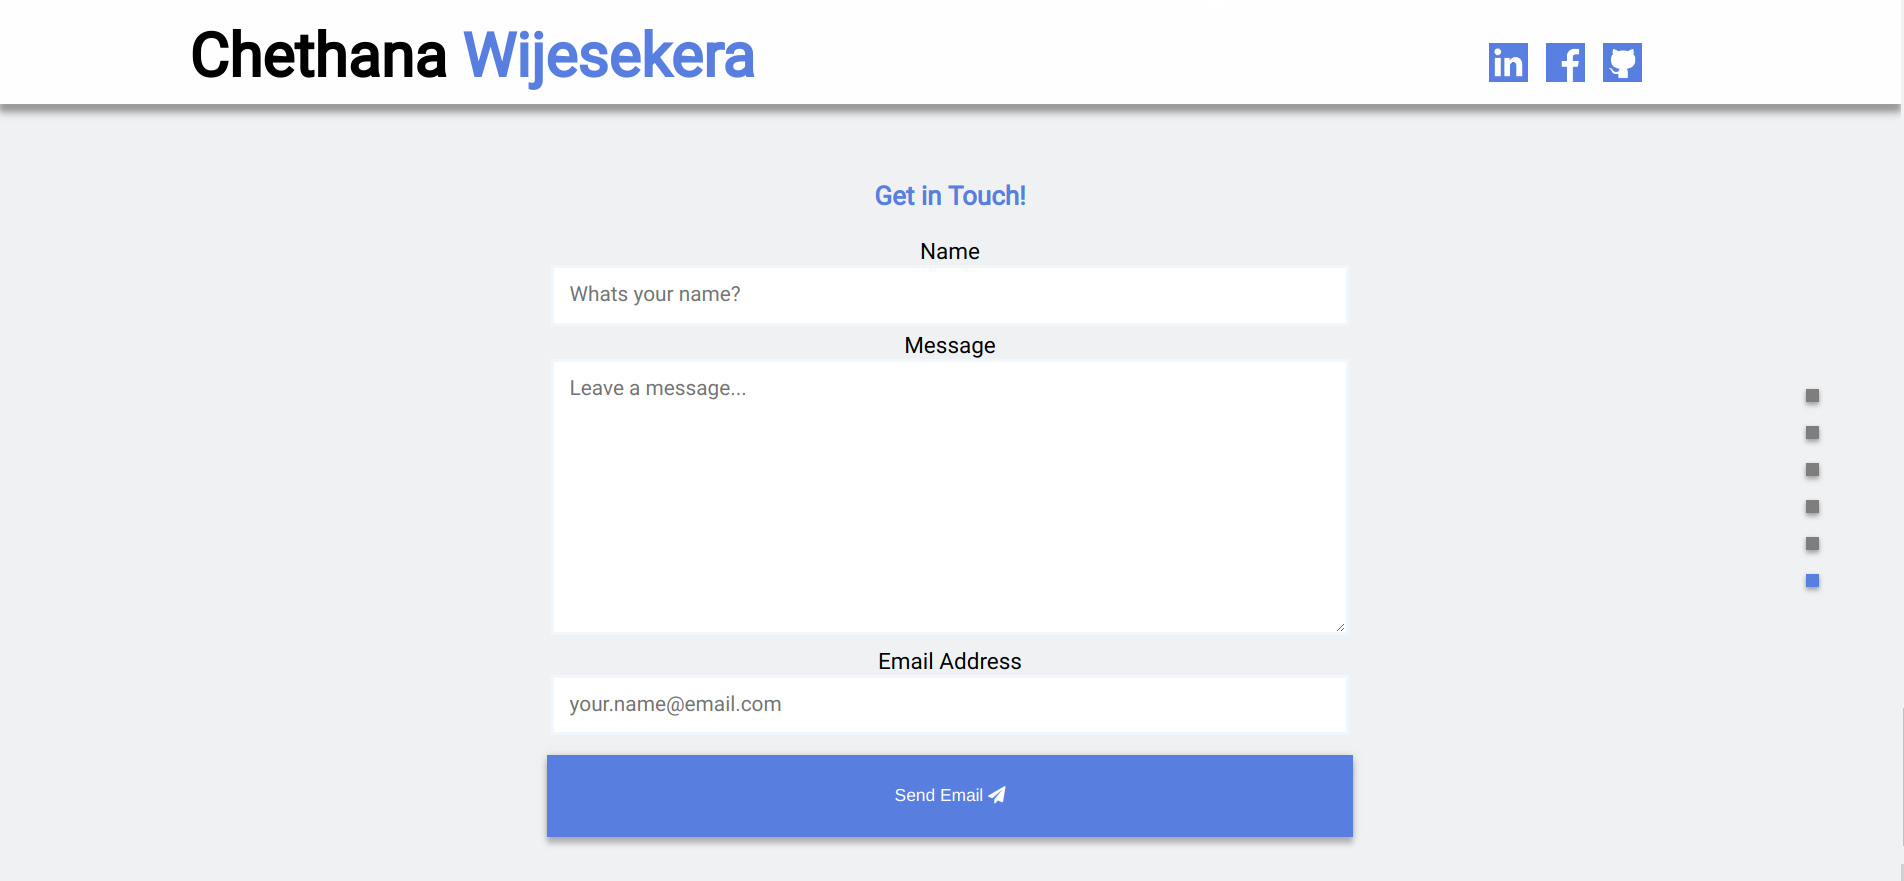 Chethana Wijesekera
in f
Get in Touch!
Name
Whats your name?
Message
Leave a message...
Email Address
your.name@email.com
Send Email